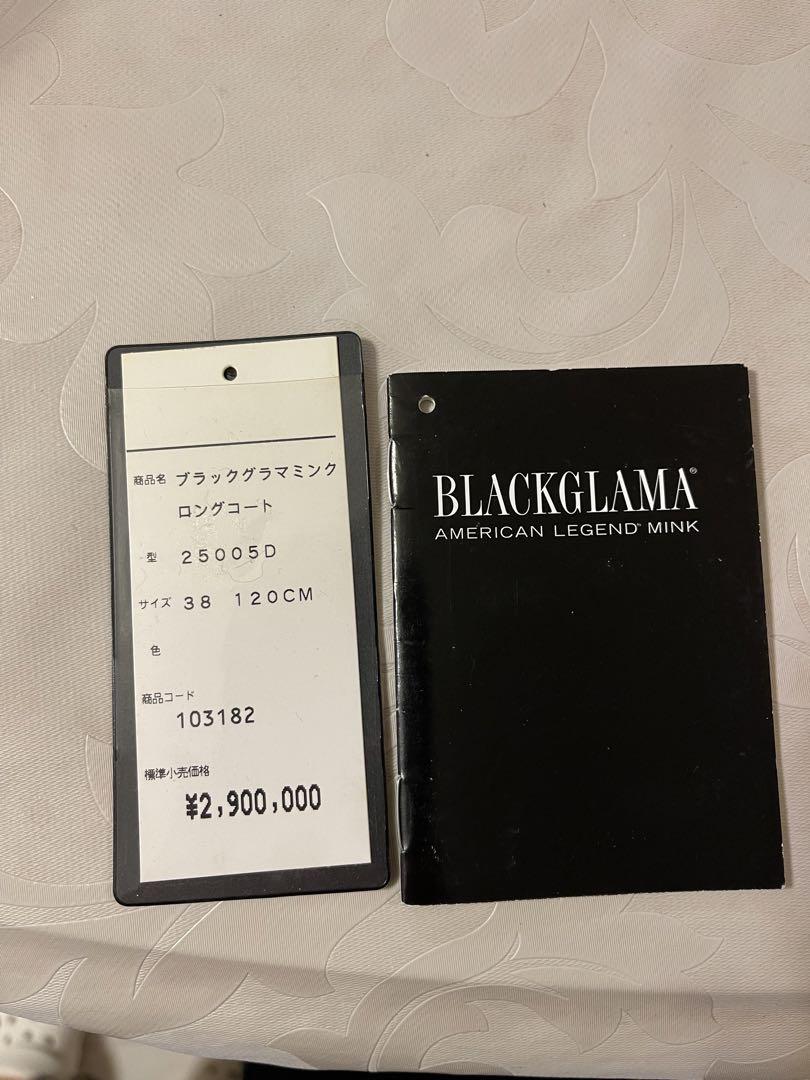 商品名 ブラックグラマミンク
ロングコート
型 25005D
サイズ 38 120CM
色
商品コード
103182
標準小売価格
¥2,900,000
BLACKGLAMA®
AMERICAN LEGEND™ MINK